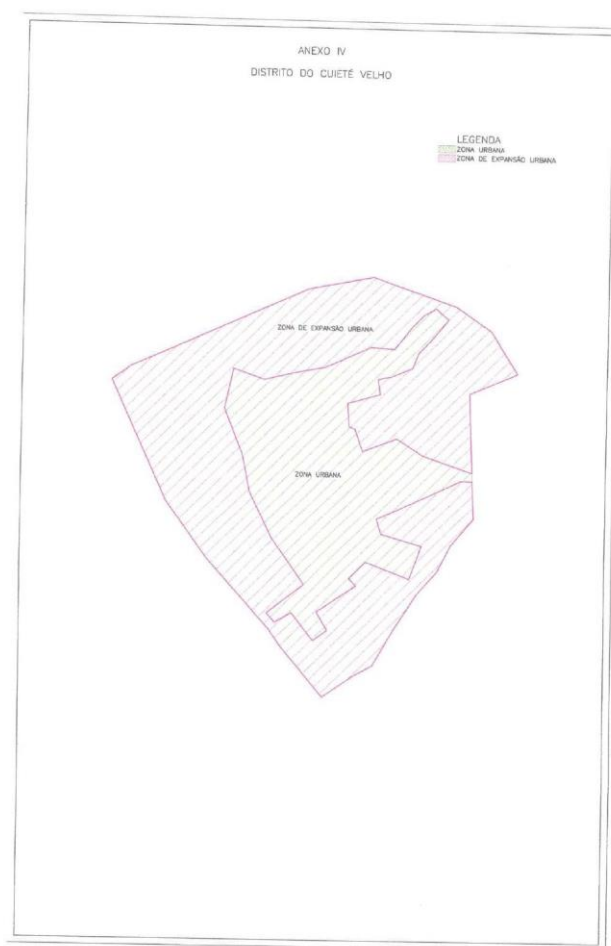 ANEXO IV
DISTRITO DO CUIETÉ VELHO
LEGENDA
ZONA URBANA
ZONA DE EXPANSÃO URBANA
ZONA DE EXPANSÃO URBANA
ZONA URBANA